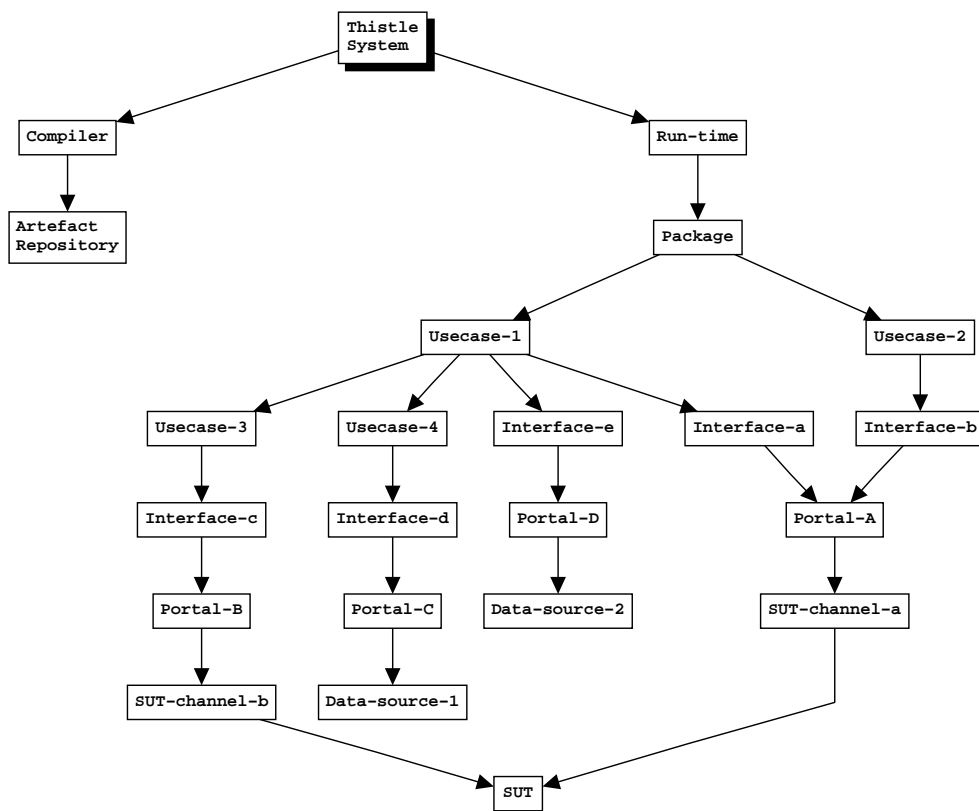 Thistle
System
Compiler
Run-time
Artefact
Repository
Package
Usecase-1
Usecase-2
Usecase-3
Usecase-4
Interface-e
Interface-a
Interface-b
Interface-c
Interface-d
Portal-D
Portal-A
Portal-B
Portal-C
Data-source-2
SUT-channel-a
SUT-channel-b
Data-source-1
SUT